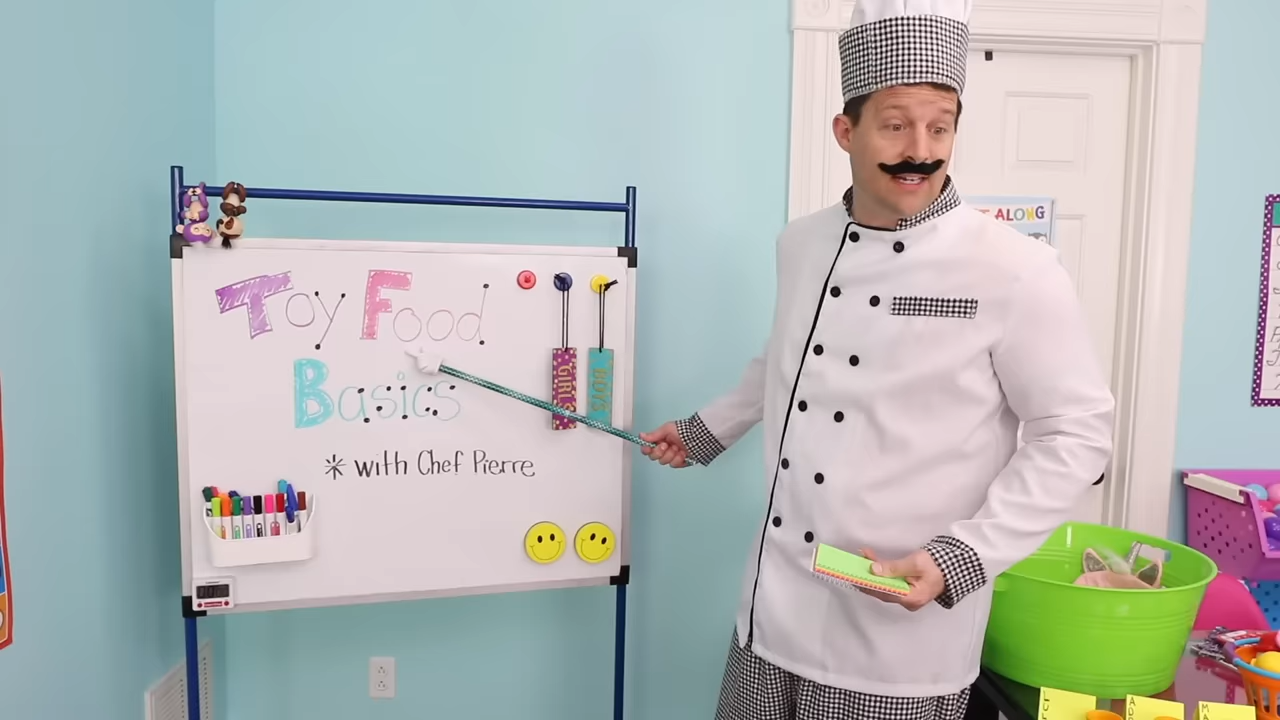 Toy Food
Basics
* with Chef Pierre
GIRLS
BOYS
ALONG